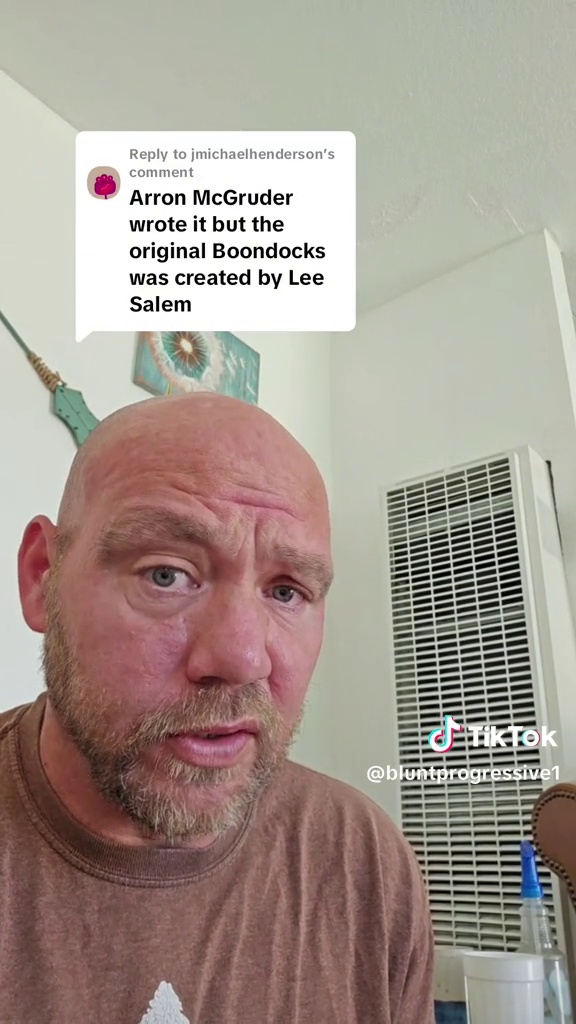 Reply to jmichaelhenderson's
comment
Arron McGruder
wrote it but the
original Boondocks
was created by Lee
Salem
TikTok
@bluntprogressive1